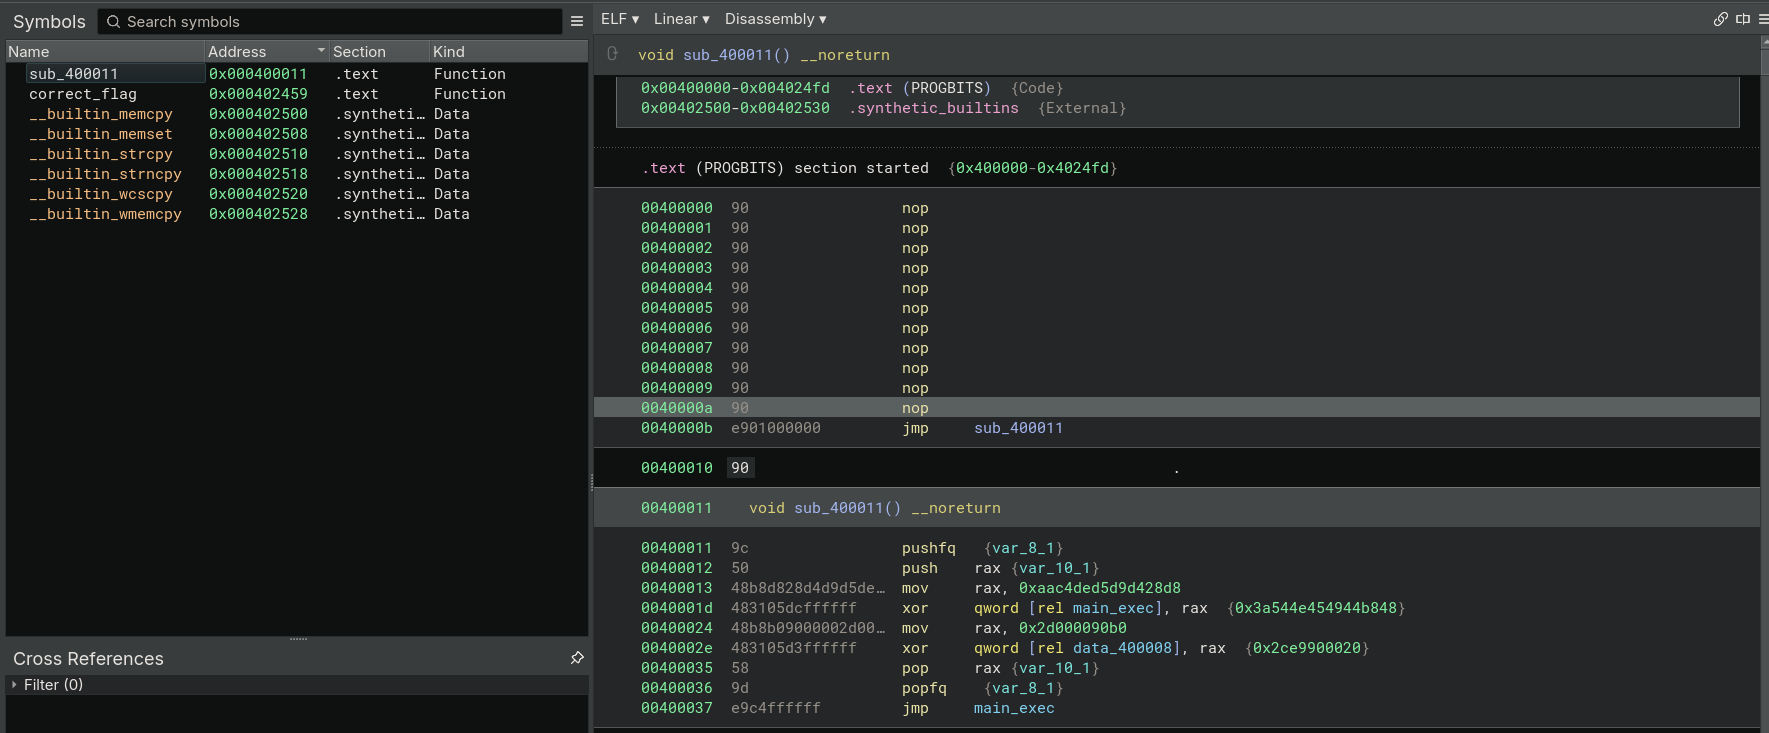 Symbols Search symbols
Name Address Section Kind
sub_400011 0x000400011 .text Function
correct_flag 0x000402459 .text Function
__builtin_memcpy 0x000402500 .syntheti… Data
__builtin_memset 0x000402508 .syntheti… Data
__builtin_strcpy 0x000402510 .syntheti… Data
__builtin_strncpy 0x000402518 .syntheti… Data
__builtin_wcscpy 0x000402520 .syntheti… Data
__builtin_wmemcpy 0x000402528 .syntheti… Data
Cross References
Filter (0)
ELF ▾ Linear ▾ Disassembly ▾
void sub_400011() __noreturn
0x00400000-0x004024fd .text (PROGBITS) {Code}
0x00402500-0x00402530 .synthetic_builtins {External}
.text (PROGBITS) section started {0x400000-0x4024fd}
00400000 90 nop
00400001 90 nop
00400002 90 nop
00400003 90 nop
00400004 90 nop
00400005 90 nop
00400006 90 nop
00400007 90 nop
00400008 90 nop
00400009 90 nop
0040000a 90 nop
0040000b e901000000 jmp sub_400011
00400010 90 .
00400011 void sub_400011() __noreturn
00400011 9c pushfq {var_8_1}
00400012 50 push rax {var_10_1}
00400013 48b8d828d4d9d5de… mov rax, 0xaac4ded5d9d428d8
0040001d 483105dcffffff xor qword [rel main_exec], rax {0x3a544e454944b848}
00400024 48b8b09000002d00… mov rax, 0x2d000090b0
0040002e 483105d3ffffff xor qword [rel data_400008], rax {0x2ce9900020}
00400035 58 pop rax {var_10_1}
00400036 9d popfq {var_8_1}
00400037 e9c4ffffff jmp main_exec